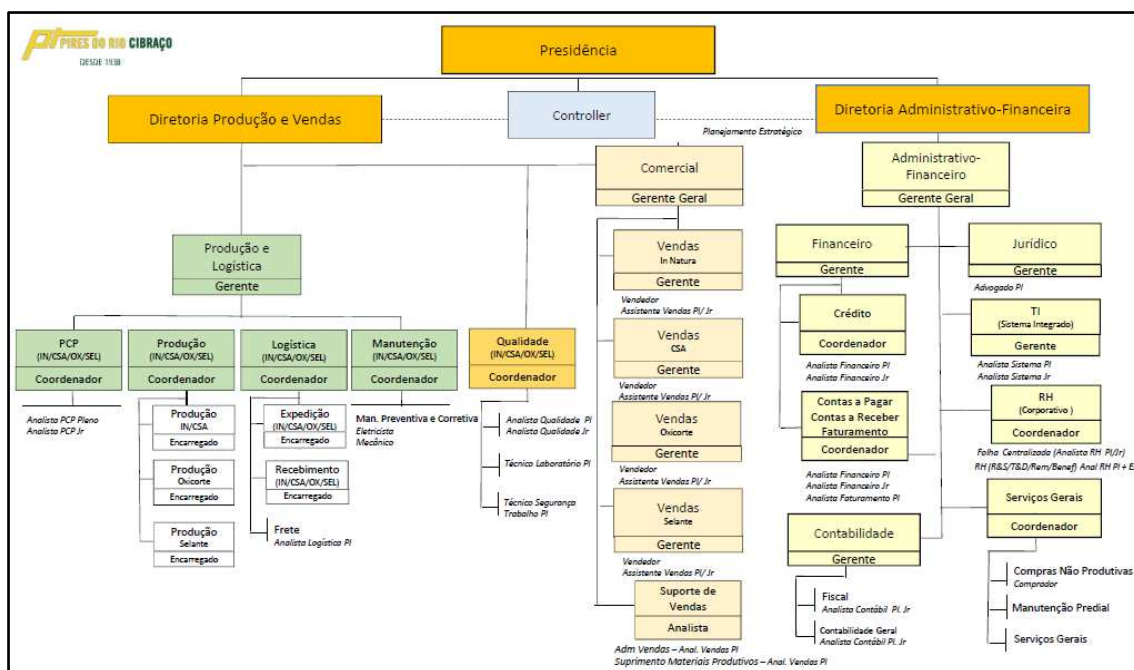 PIRES DO RIO CIBRAÇO
DESDE 1938
Presidência
Diretoria Produção e Vendas
Controller
Diretoria Administrativo-Financeira
Planejamento Estratégico
Comercial
Gerente Geral
Administrativo-
Financeiro
Gerente Geral
Produção e
Logística
Gerente
PCP
(IN/CSA/OX/SEL)
Coordenador
Analista PCP Pleno
Analista PCP Jr
Produção
(IN/CSA/OX/SEL)
Coordenador
Produção
IN/CSA
Encarregado
Produção
Oxicorte
Encarregado
Produção
Selante
Encarregado
Logística
(IN/CSA/OX/SEL)
Coordenador
Expedição
(IN/CSA/OX/SEL)
Encarregado
Recebimento
(IN/CSA/OX/SEL)
Encarregado
Frete
Analista Logística Pl
Manutenção
(IN/CSA/OX/SEL)
Coordenador
Man. Preventiva e Corretiva
Eletricista
Mecânico
Qualidade
(IN/CSA/OX/SEL)
Coordenador
Analista Qualidade Pl
Analista Qualidade Jr
Técnico Laboratório Pl
Técnico Segurança
Trabalho Pl
Vendas
In Natura
Gerente
Vendedor
Assistente Vendas Pl/ Jr
Vendas
CSA
Gerente
Vendedor
Assistente Vendas Pl/ Jr
Vendas
Oxicorte
Gerente
Vendedor
Assistente Vendas Pl/ Jr
Vendas
Selante
Gerente
Vendedor
Assistente Vendas Pl/ Jr
Suporte de
Vendas
Analista
Adm Vendas – Anal. Vendas Pl
Suprimento Materiais Produtivos – Anal. Vendas Pl
Financeiro
Gerente
Crédito
Coordenador
Analista Financeiro Pl
Analista Financeiro Jr
Contas a Pagar
Contas a Receber
Faturamento
Coordenador
Analista Financeiro Pl
Analista Financeiro Jr
Analista Faturamento Pl
Contabilidade
Gerente
Fiscal
Analista Contábil Pl. Jr
Contabilidade Geral
Analista Contábil Pl. Jr
Jurídico
Gerente
Advogado Pl
TI
(Sistema Integrado)
Gerente
Analista Sistema Pl
Analista Sistema Jr
RH
(Corporativo )
Coordenador
Folha Centralizada (Analista RH Pl/Jr)
RH (R&S/T&D/Rem/Benef) Anal RH Pl + E
Serviços Gerais
Coordenador
Compras Não Produtivas
Comprador
Manutenção Predial
Serviços Gerais